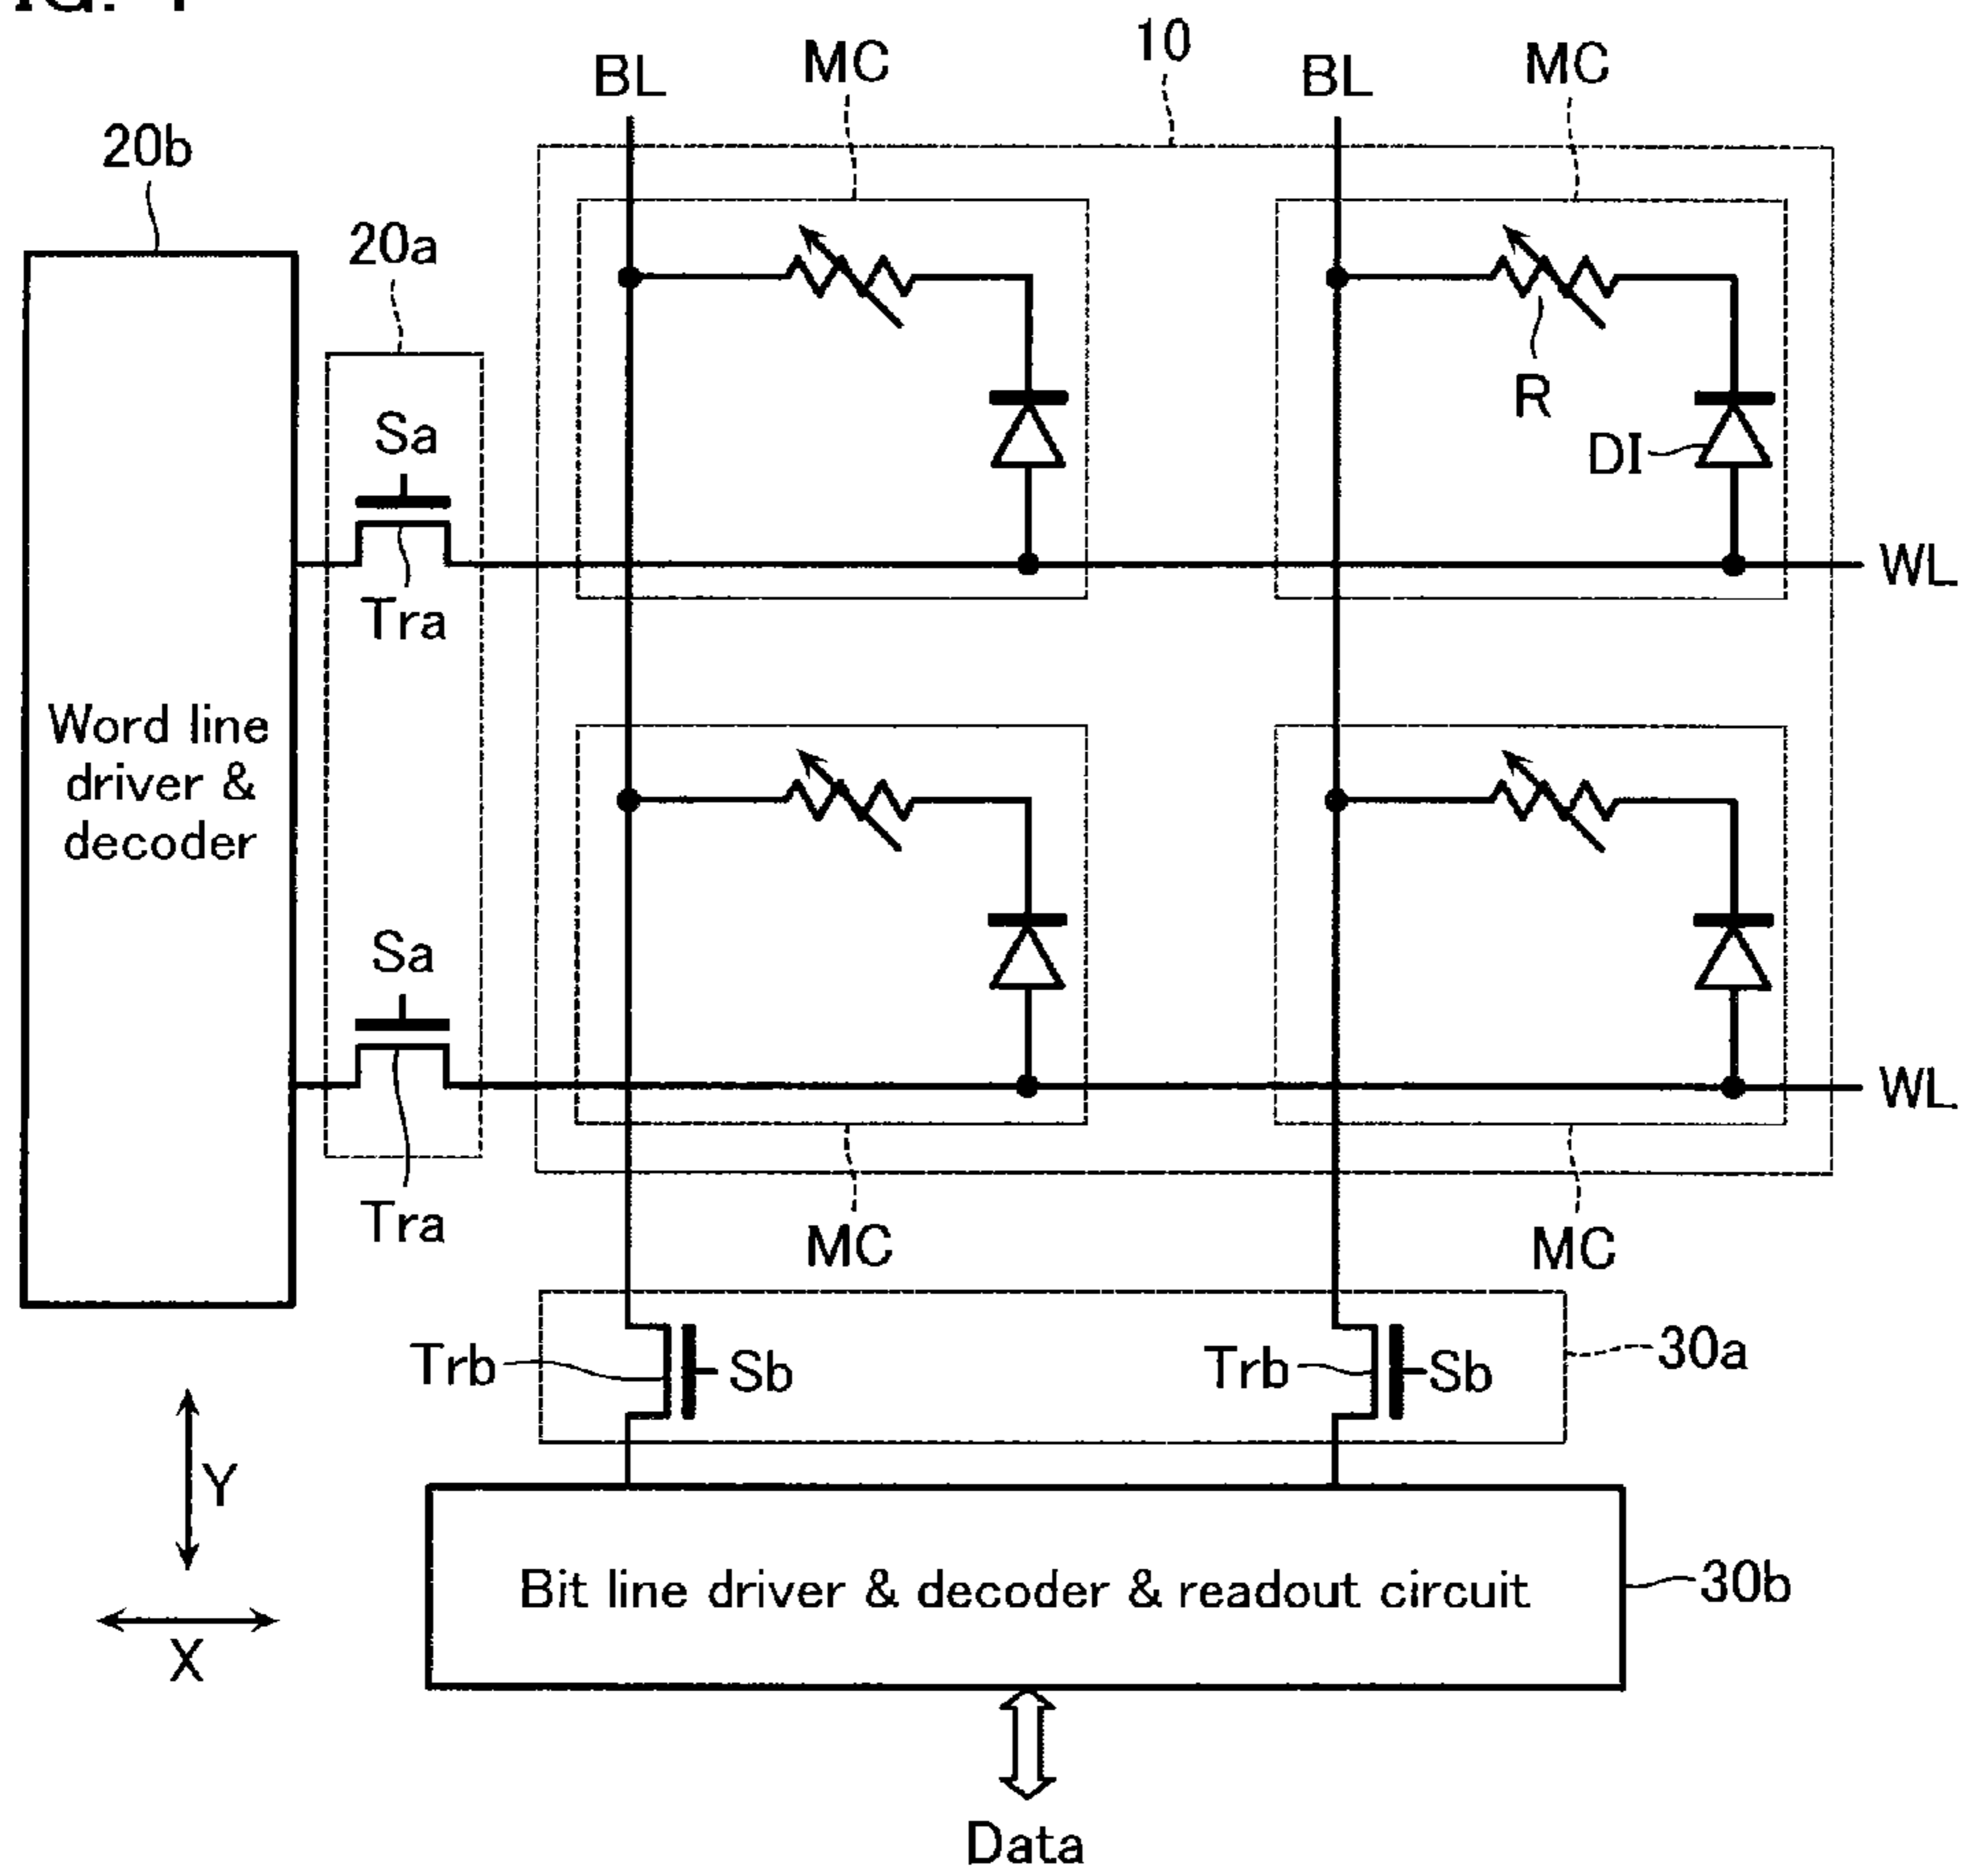 10
BL
MC
BL
MC
20b
20a
Sa
R
DI
WL
Tra
Word line
driver &
decoder
Sa
WL
Tra
MC
MC
Trb
Sb
Trb
Sb
30a
Y
X
Bit line driver & decoder & readout circuit
30b
Data